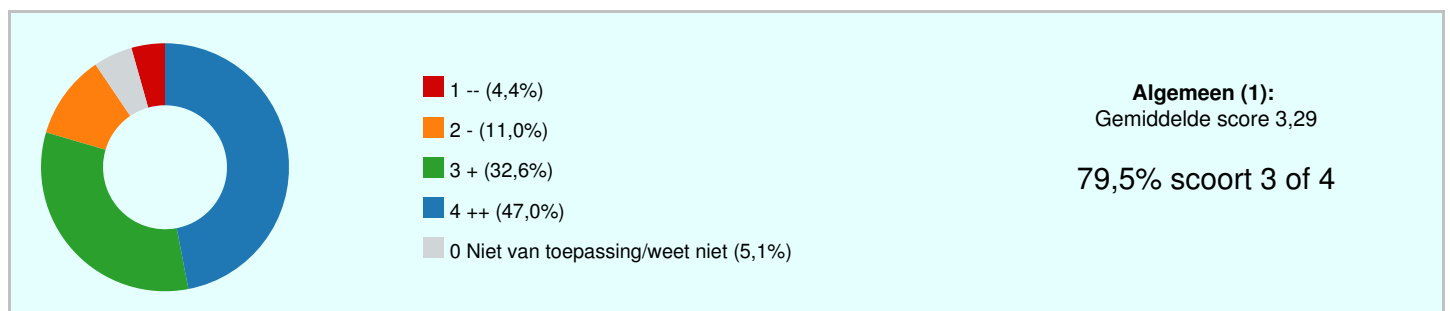 1 -- (4,4%)
2 - (11,0%)
3 + (32,6%)
4 ++ (47,0%)
0 Niet van toepassing/weet niet (5,1%)
Algemeen (1):
Gemiddelde score 3,29
79,5% scoort 3 of 4